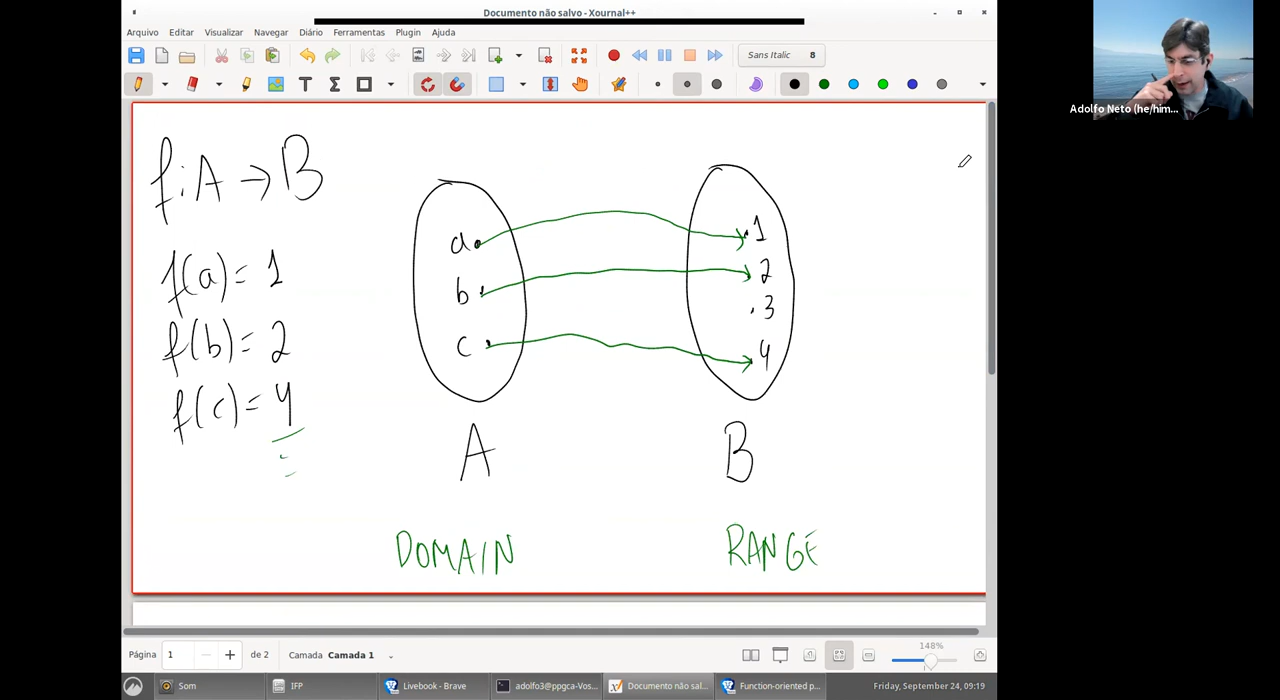 Documento não salvo - Xournal++
Arquivo Editar Visualizar Navegar Diário Ferramentas Plugin Ajuda
Sans Italic 8
Adolfo Neto (he/him...
f: A → B
f(a) = 1
f(b) = 2
f(c) = 4
a
b
c
1
2
3
4
A
B
DOMAIN
RANGE
Página 1 de 2 Camada Camada 1 148%
Som IFP Livebook - Brave adolfo3@ppgca-Vos... Documento não sal... Function-oriented p... Friday, September 24, 09:19